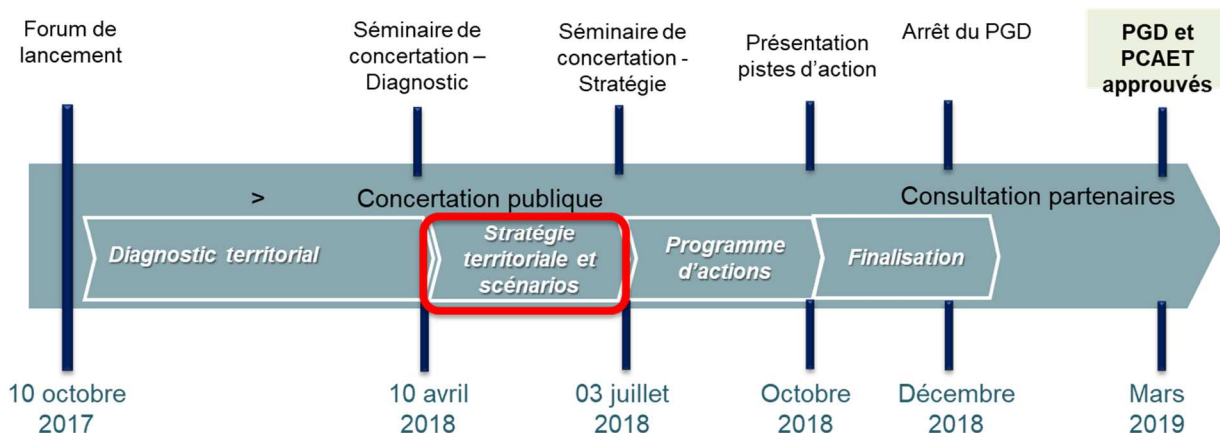 Forum de
lancement
Séminaire de
concertation –
Diagnostic
Séminaire de
concertation -
Stratégie
Présentation
pistes d'action
Arrêt du PGD
PGD et
PCAET
approuvés
> Concertation publique
Consultation partenaires
Diagnostic territorial
Stratégie
territoriale et
scénarios
Programme
d'actions
Finalisation
10 octobre
2017
10 avril
2018
03 juillet
2018
Octobre
2018
Décembre
2018
Mars
2019